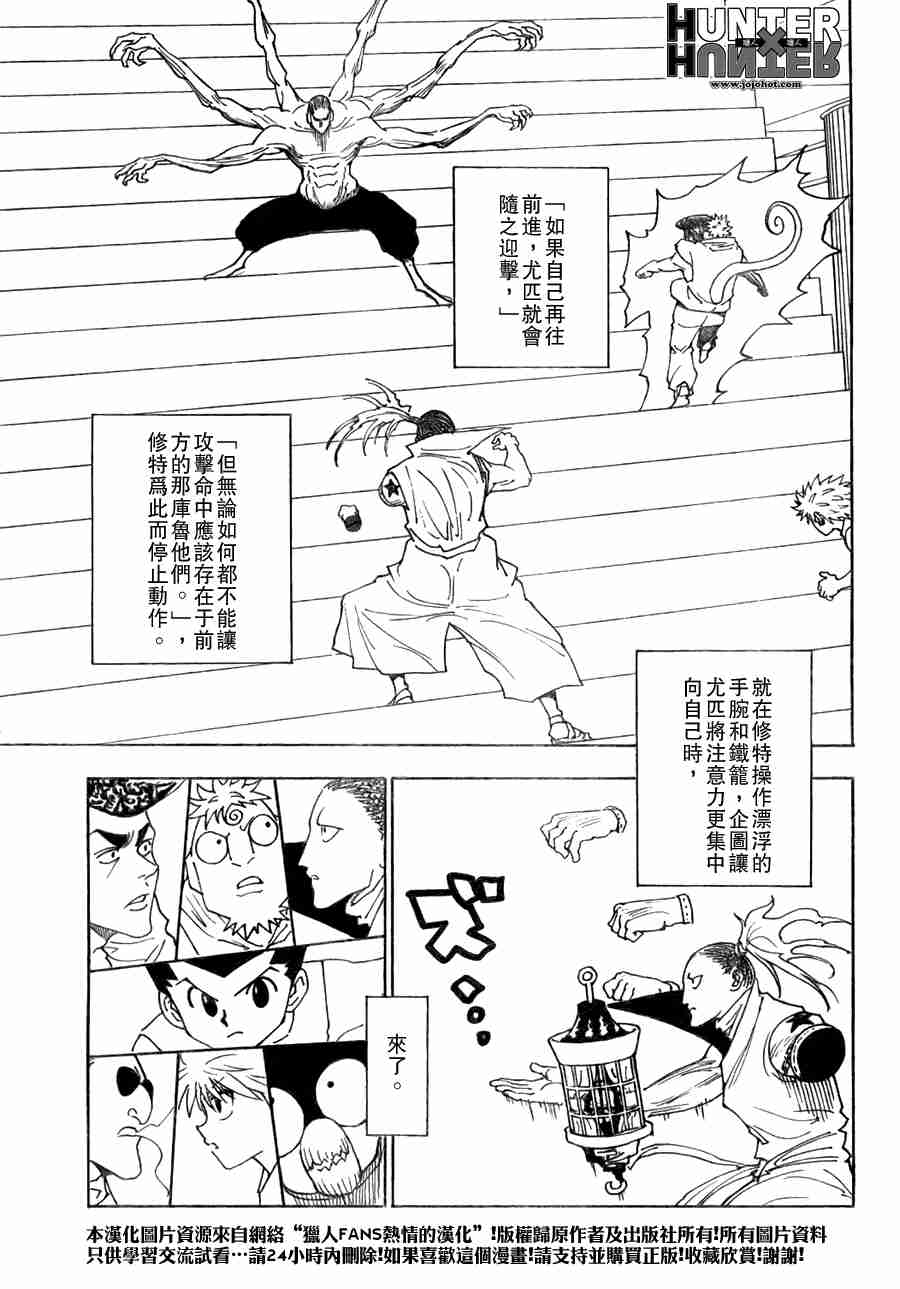 HUNTER
×
HUNTER
www.jojohot.com
「如果自己再往
前進，尤匹就會
隨之迎擊，」
「但無論如何都不能讓
攻擊命中應該存在于前
方的那庫魯他們。」，
修特爲此而停止動作。
就在修特操作漂浮的
手腕和鐵籠，企圖讓
尤匹將注意力更集中
向自己時，
ズ
來了。
本漢化圖片資源來自網絡“獵人FANS熱情的漢化”!版權歸原作者及出版社所有!所有圖片資料
只供學習交流試看…請24小時內刪除!如果喜歡這個漫畫!請支持並購買正版!收藏欣賞!謝謝!